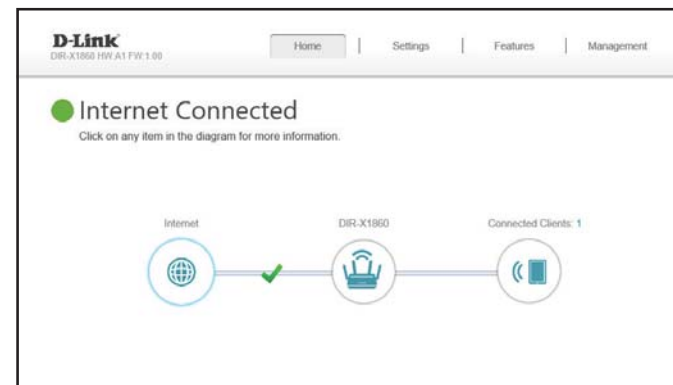 D-Link
DIR-X1860 HW:A1 FW:1.00
Home | Settings | Features | Management
Internet Connected
Click on any item in the diagram for more information.
Internet DIR-X1860 Connected Clients: 1